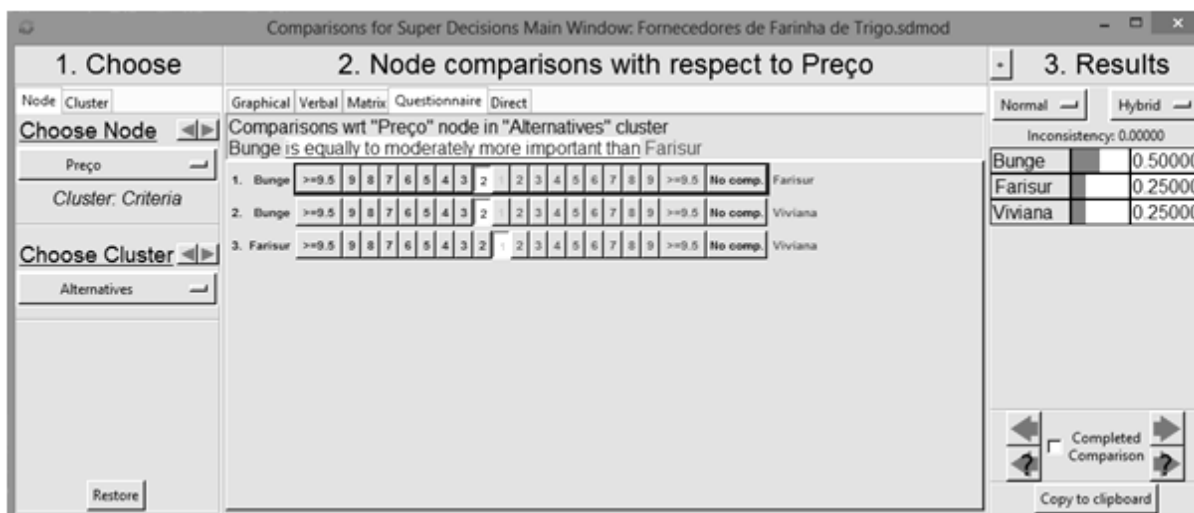 Comparisons for Super Decisions Main Window: Fornecedores de Farinha de Trigo.sdmod
1. Choose
Node Cluster
Choose Node
Preço
Cluster: Criteria
Choose Cluster
Alternatives
Restore
2. Node comparisons with respect to Preço
Graphical Verbal Matrix Questionnaire Direct
Comparisons wrt "Preço" node in "Alternatives" cluster
Bunge is equally to moderately more important than Farisur
1. Bunge >=9.5 9 8 7 6 5 4 3 2 1 2 3 4 5 6 7 8 9 >=9.5 No comp. Farisur
2. Bunge >=9.5 9 8 7 6 5 4 3 2 1 2 3 4 5 6 7 8 9 >=9.5 No comp. Viviana
3. Farisur >=9.5 9 8 7 6 5 4 3 2 1 2 3 4 5 6 7 8 9 >=9.5 No comp. Viviana
3. Results
Normal Hybrid
Inconsistency: 0.00000
Bunge 0.50000
Farisur 0.25000
Viviana 0.25000
Completed
Comparison
Copy to clipboard